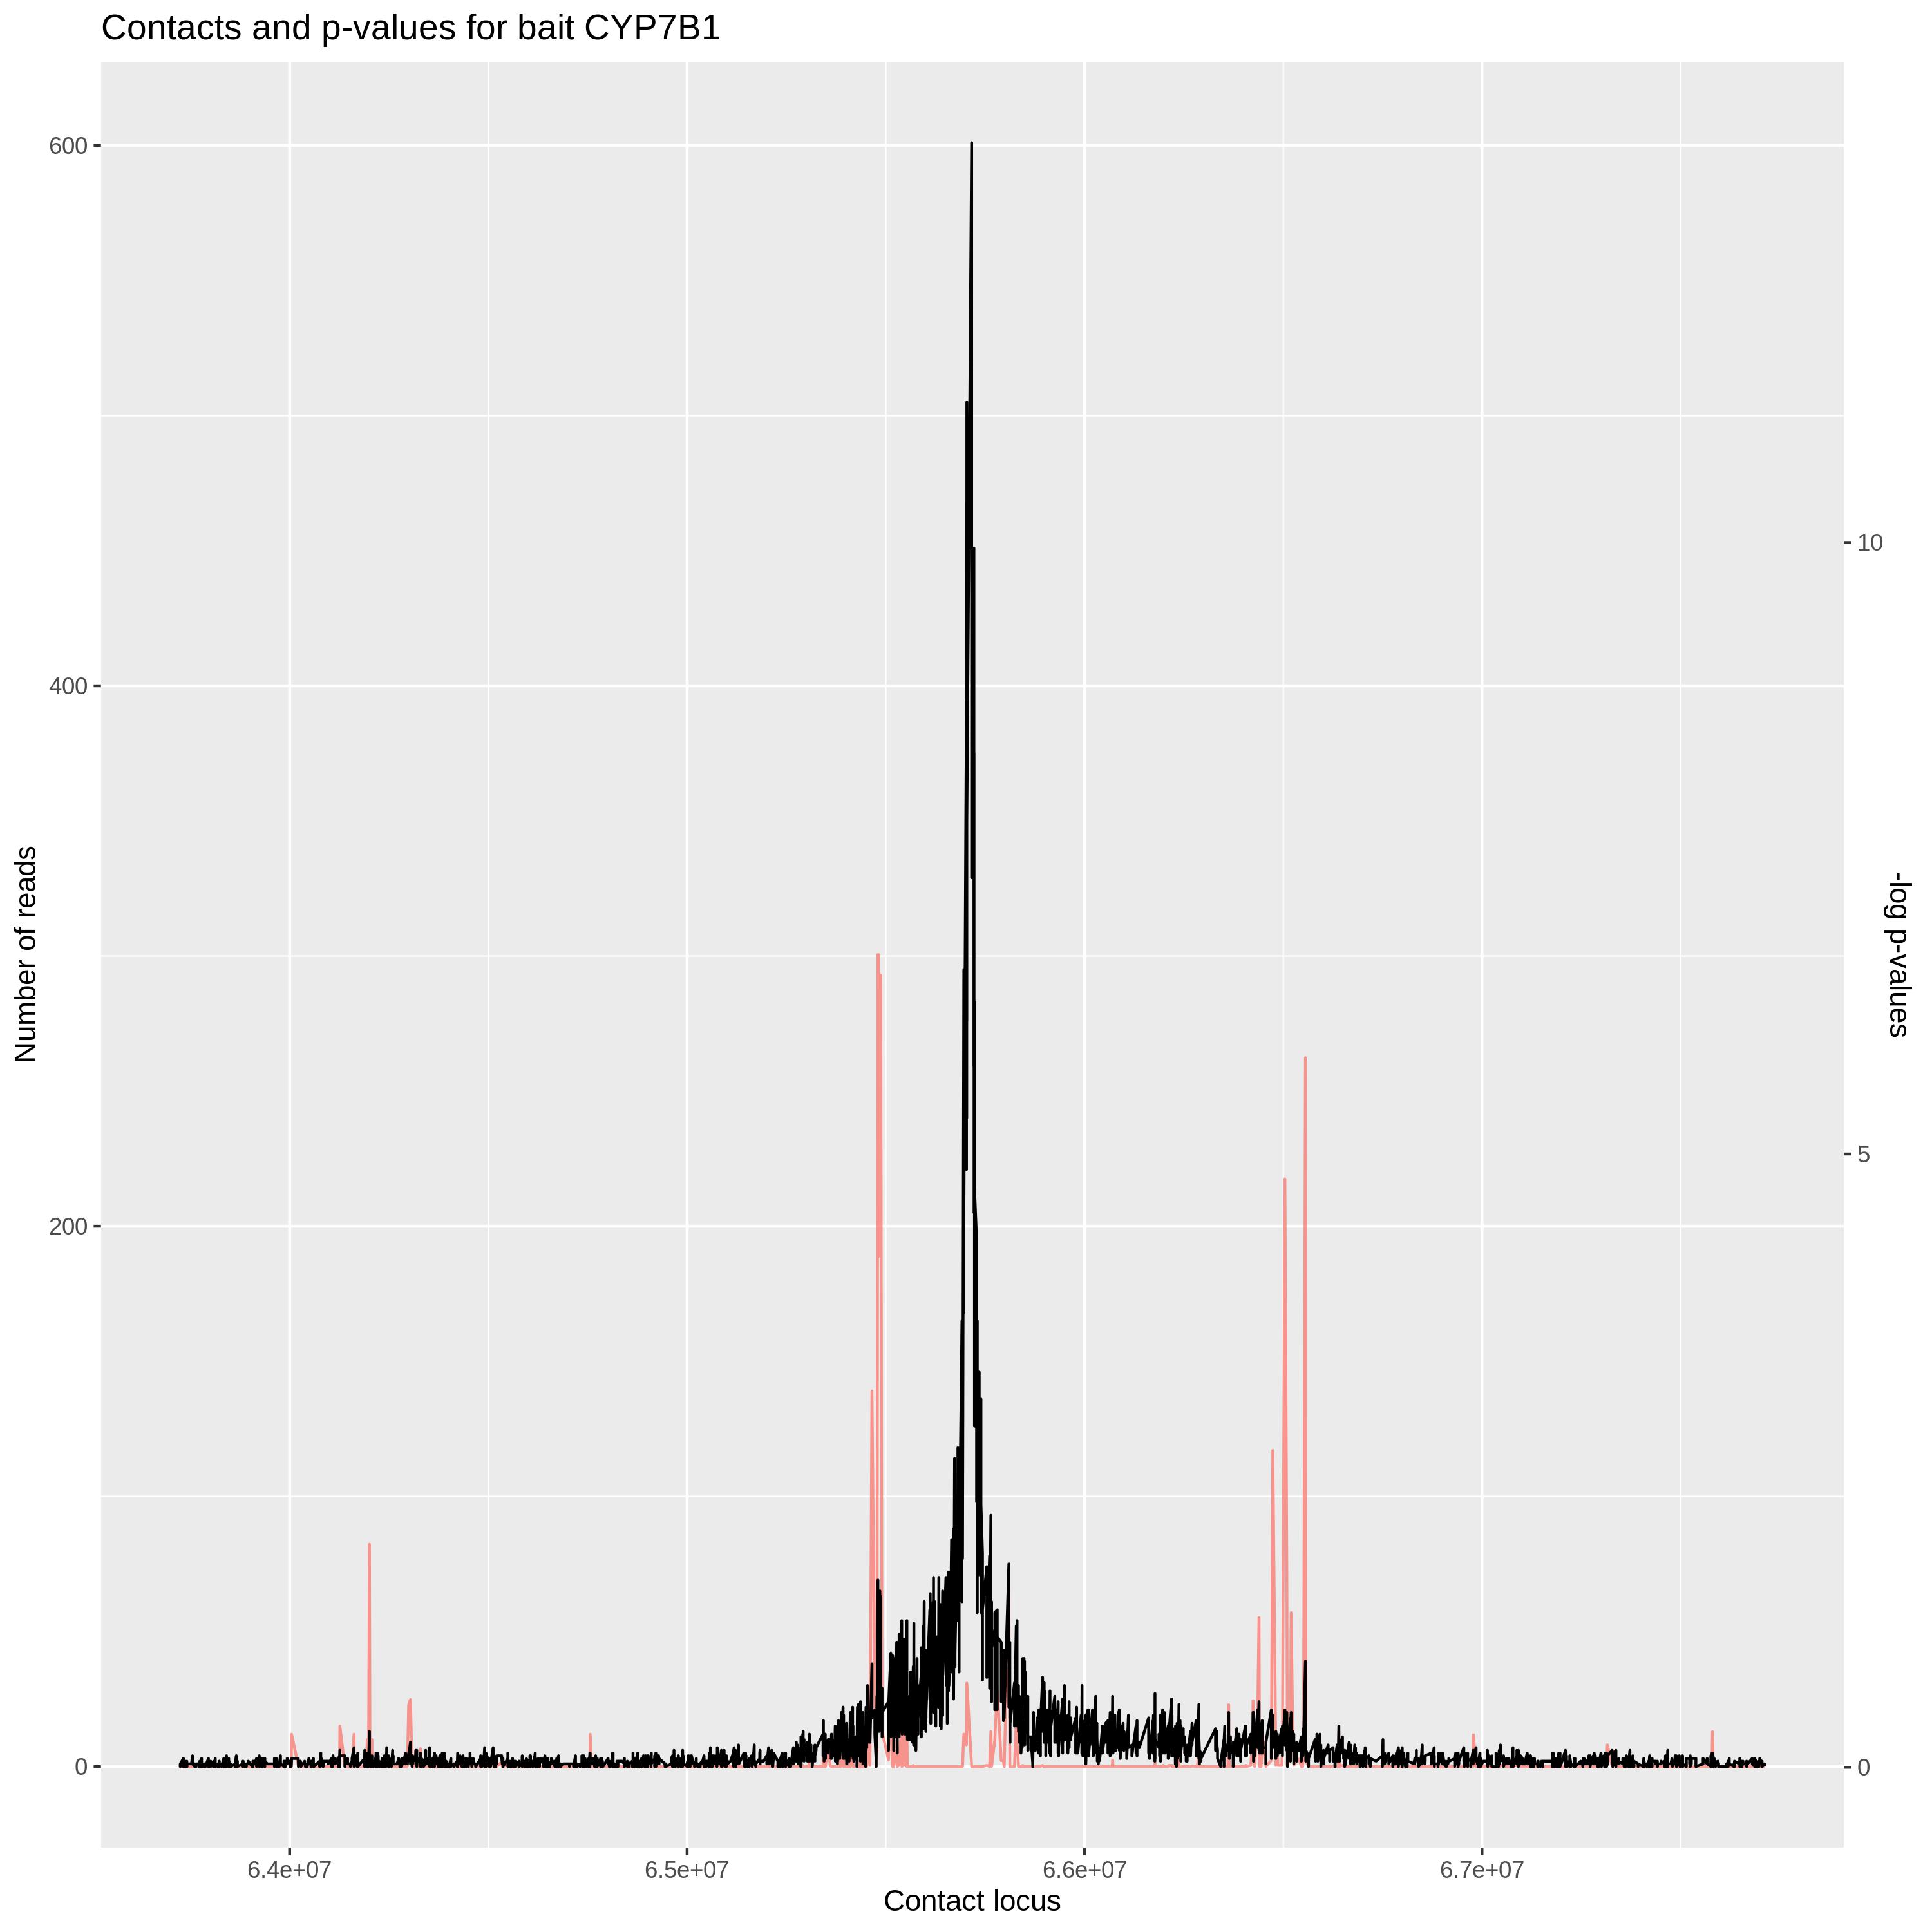 Contacts and p-values for bait CYP7B1
600
400
200
0
Number of reads
10
5
0
-log p-values
6.4e+07
6.5e+07
6.6e+07
6.7e+07
Contact locus